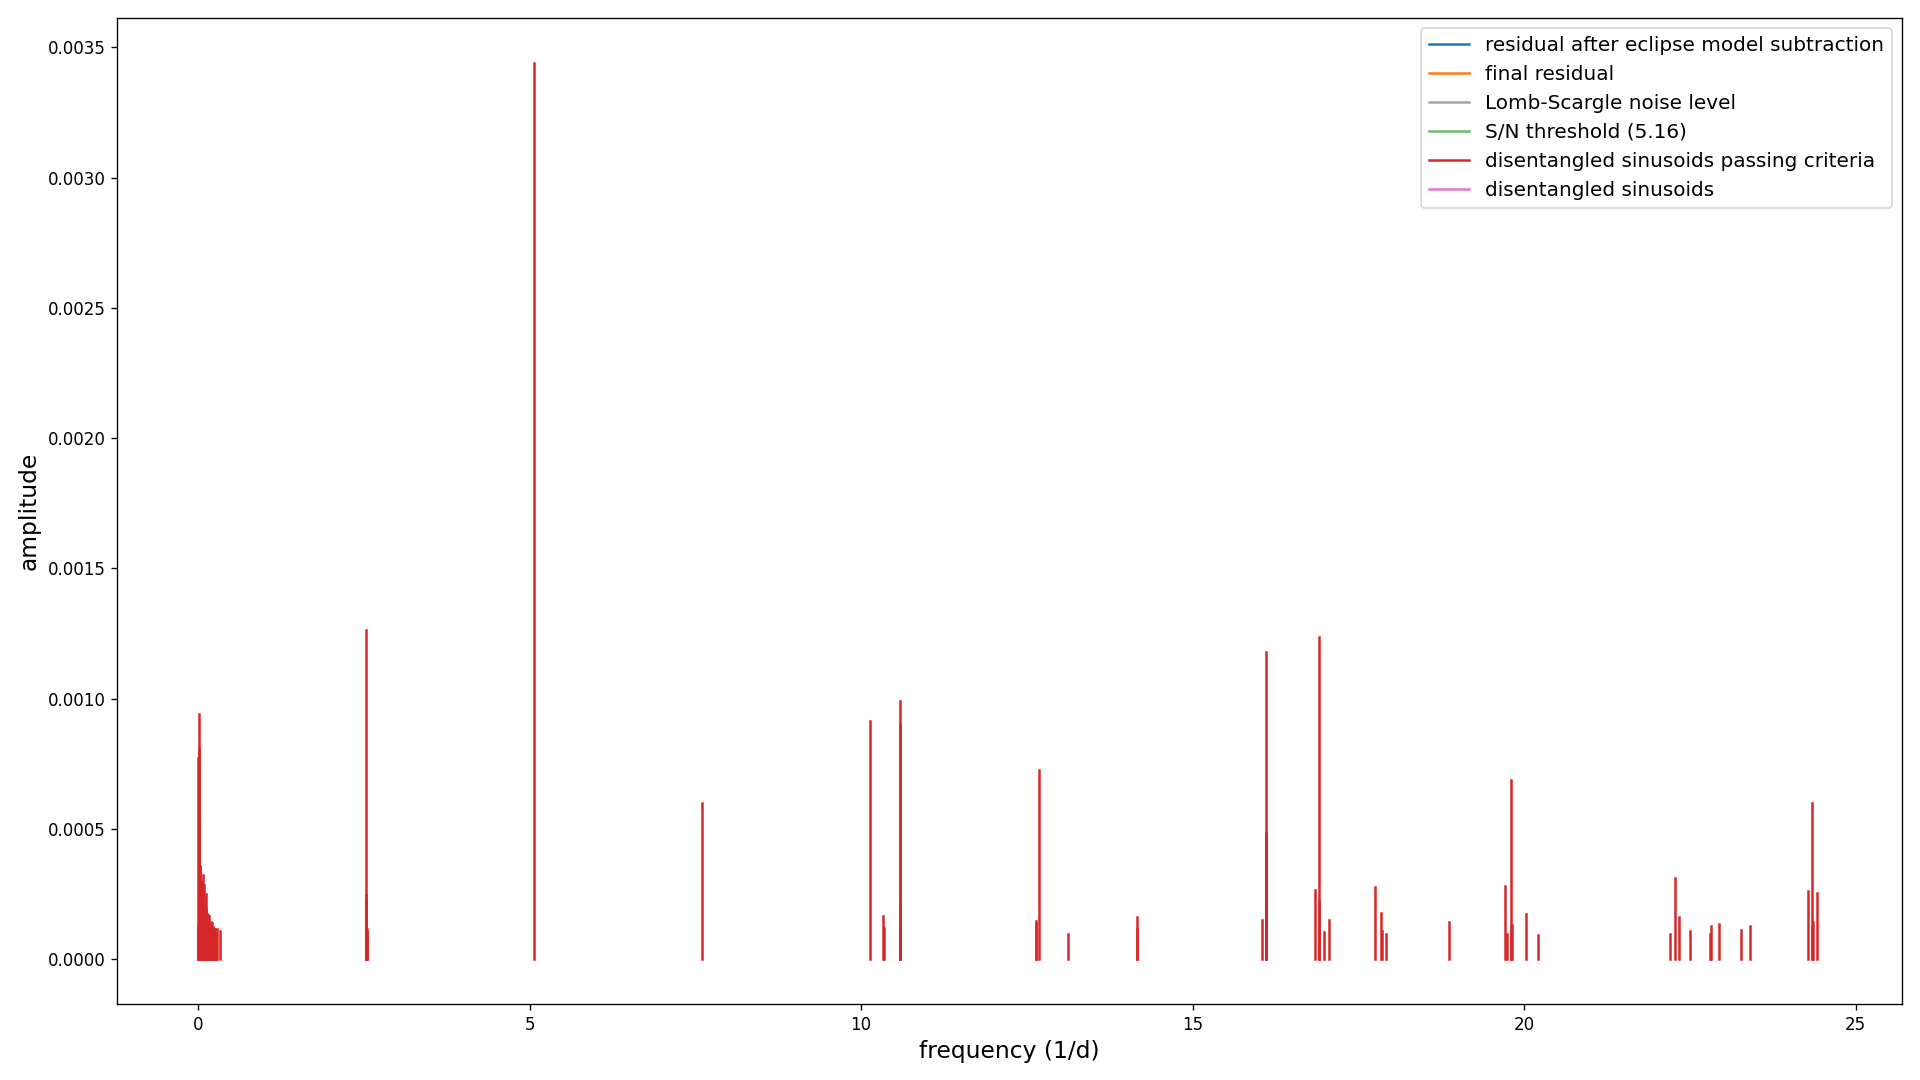 0.0035
0.0030
0.0025
0.0020
0.0015
0.0010
0.0005
0.0000
amplitude
residual after eclipse model subtraction
final residual
Lomb-Scargle noise level
S/N threshold (5.16)
disentangled sinusoids passing criteria
disentangled sinusoids
0 5 10 15 20 25
frequency (1/d)